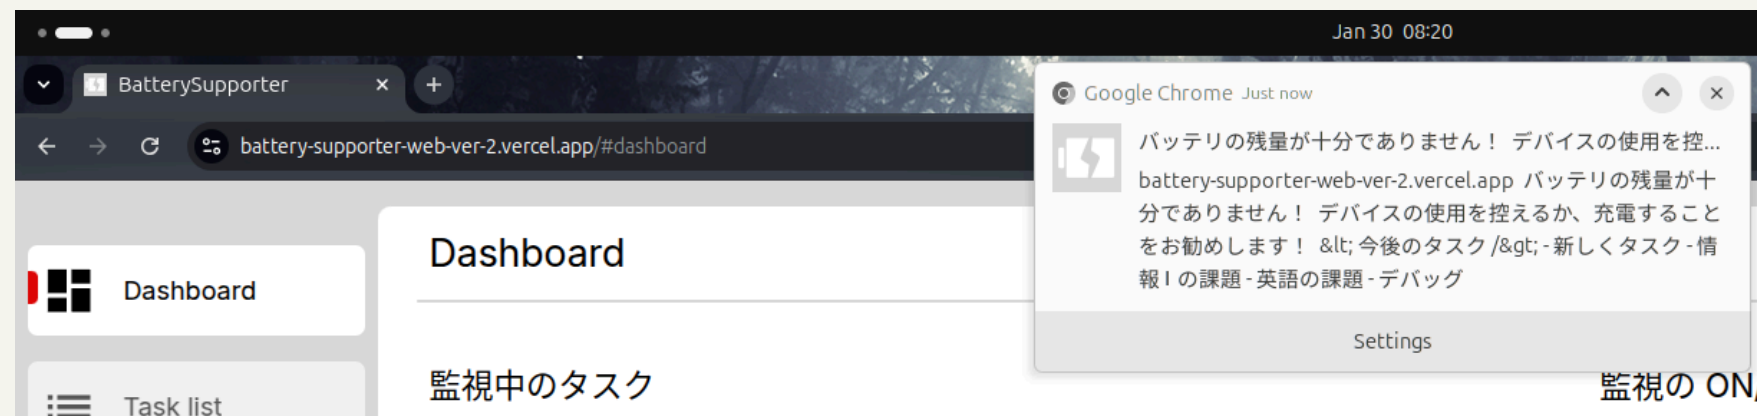 Jan 30 08:20
BatterySupporter
battery-supporter-web-ver-2.vercel.app/#dashboard
Google Chrome Just now
バッテリの残量が十分でありません！ デバイスの使用を控...
battery-supporter-web-ver-2.vercel.app バッテリの残量が十
分でありません！ デバイスの使用を控えるか、充電すること
をお勧めします！ &lt; 今後のタスク /&gt; - 新しくタスク - 情
報 I の課題 - 英語の課題 - デバッグ
Settings
Dashboard
Task list
Dashboard
監視中のタスク
監視の ON/